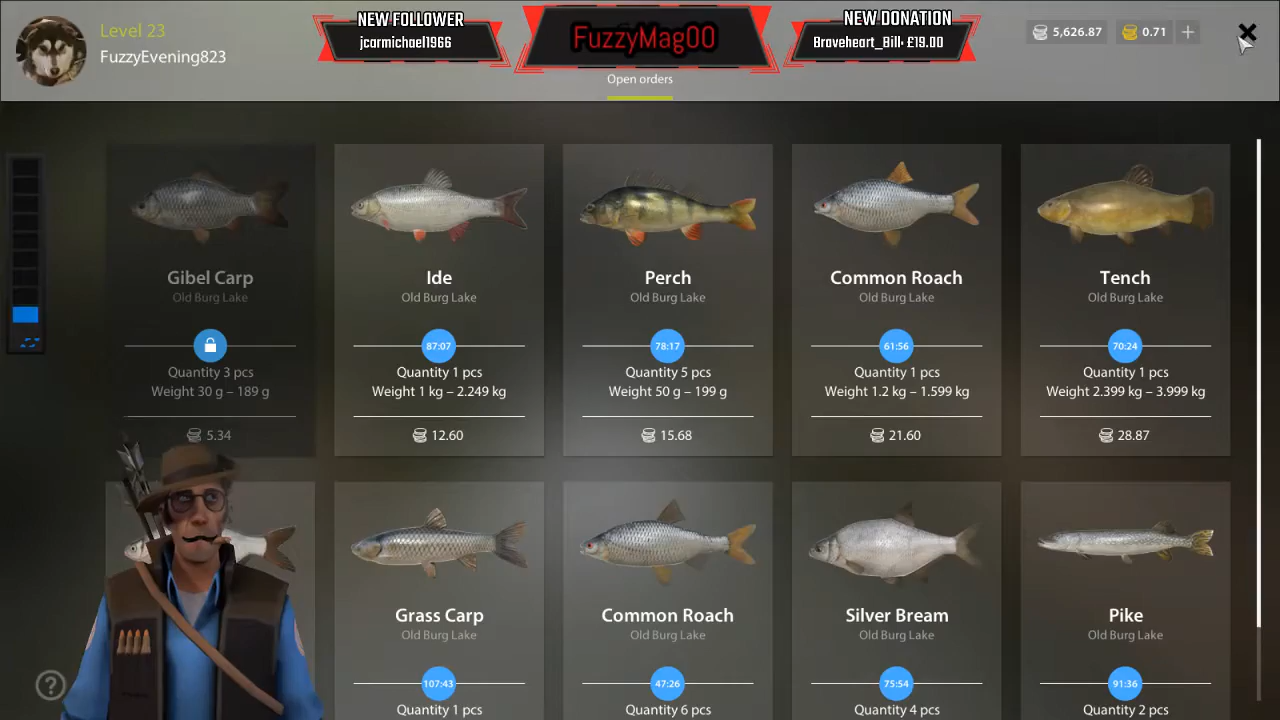 Level 23
FuzzyEvening823
NEW FOLLOWER
jcarmichael1966
FuzzyMag00
NEW DONATION
Braveheart_Bill: £19.00
5,626.87
0.71
+
Open orders
Gibel Carp
Old Burg Lake
Quantity 3 pcs
Weight 30 g – 189 g
5.34
Ide
Old Burg Lake
87:07
Quantity 1 pcs
Weight 1 kg – 2.249 kg
12.60
Perch
Old Burg Lake
78:17
Quantity 5 pcs
Weight 50 g – 199 g
15.68
Common Roach
Old Burg Lake
61:56
Quantity 1 pcs
Weight 1.2 kg – 1.599 kg
21.60
Tench
Old Burg Lake
70:24
Quantity 1 pcs
Weight 2.399 kg – 3.999 kg
28.87
Grass Carp
Old Burg Lake
107:43
Quantity 1 pcs
Common Roach
Old Burg Lake
47:26
Quantity 6 pcs
Silver Bream
Old Burg Lake
75:54
Quantity 4 pcs
Pike
Old Burg Lake
91:36
Quantity 2 pcs
?